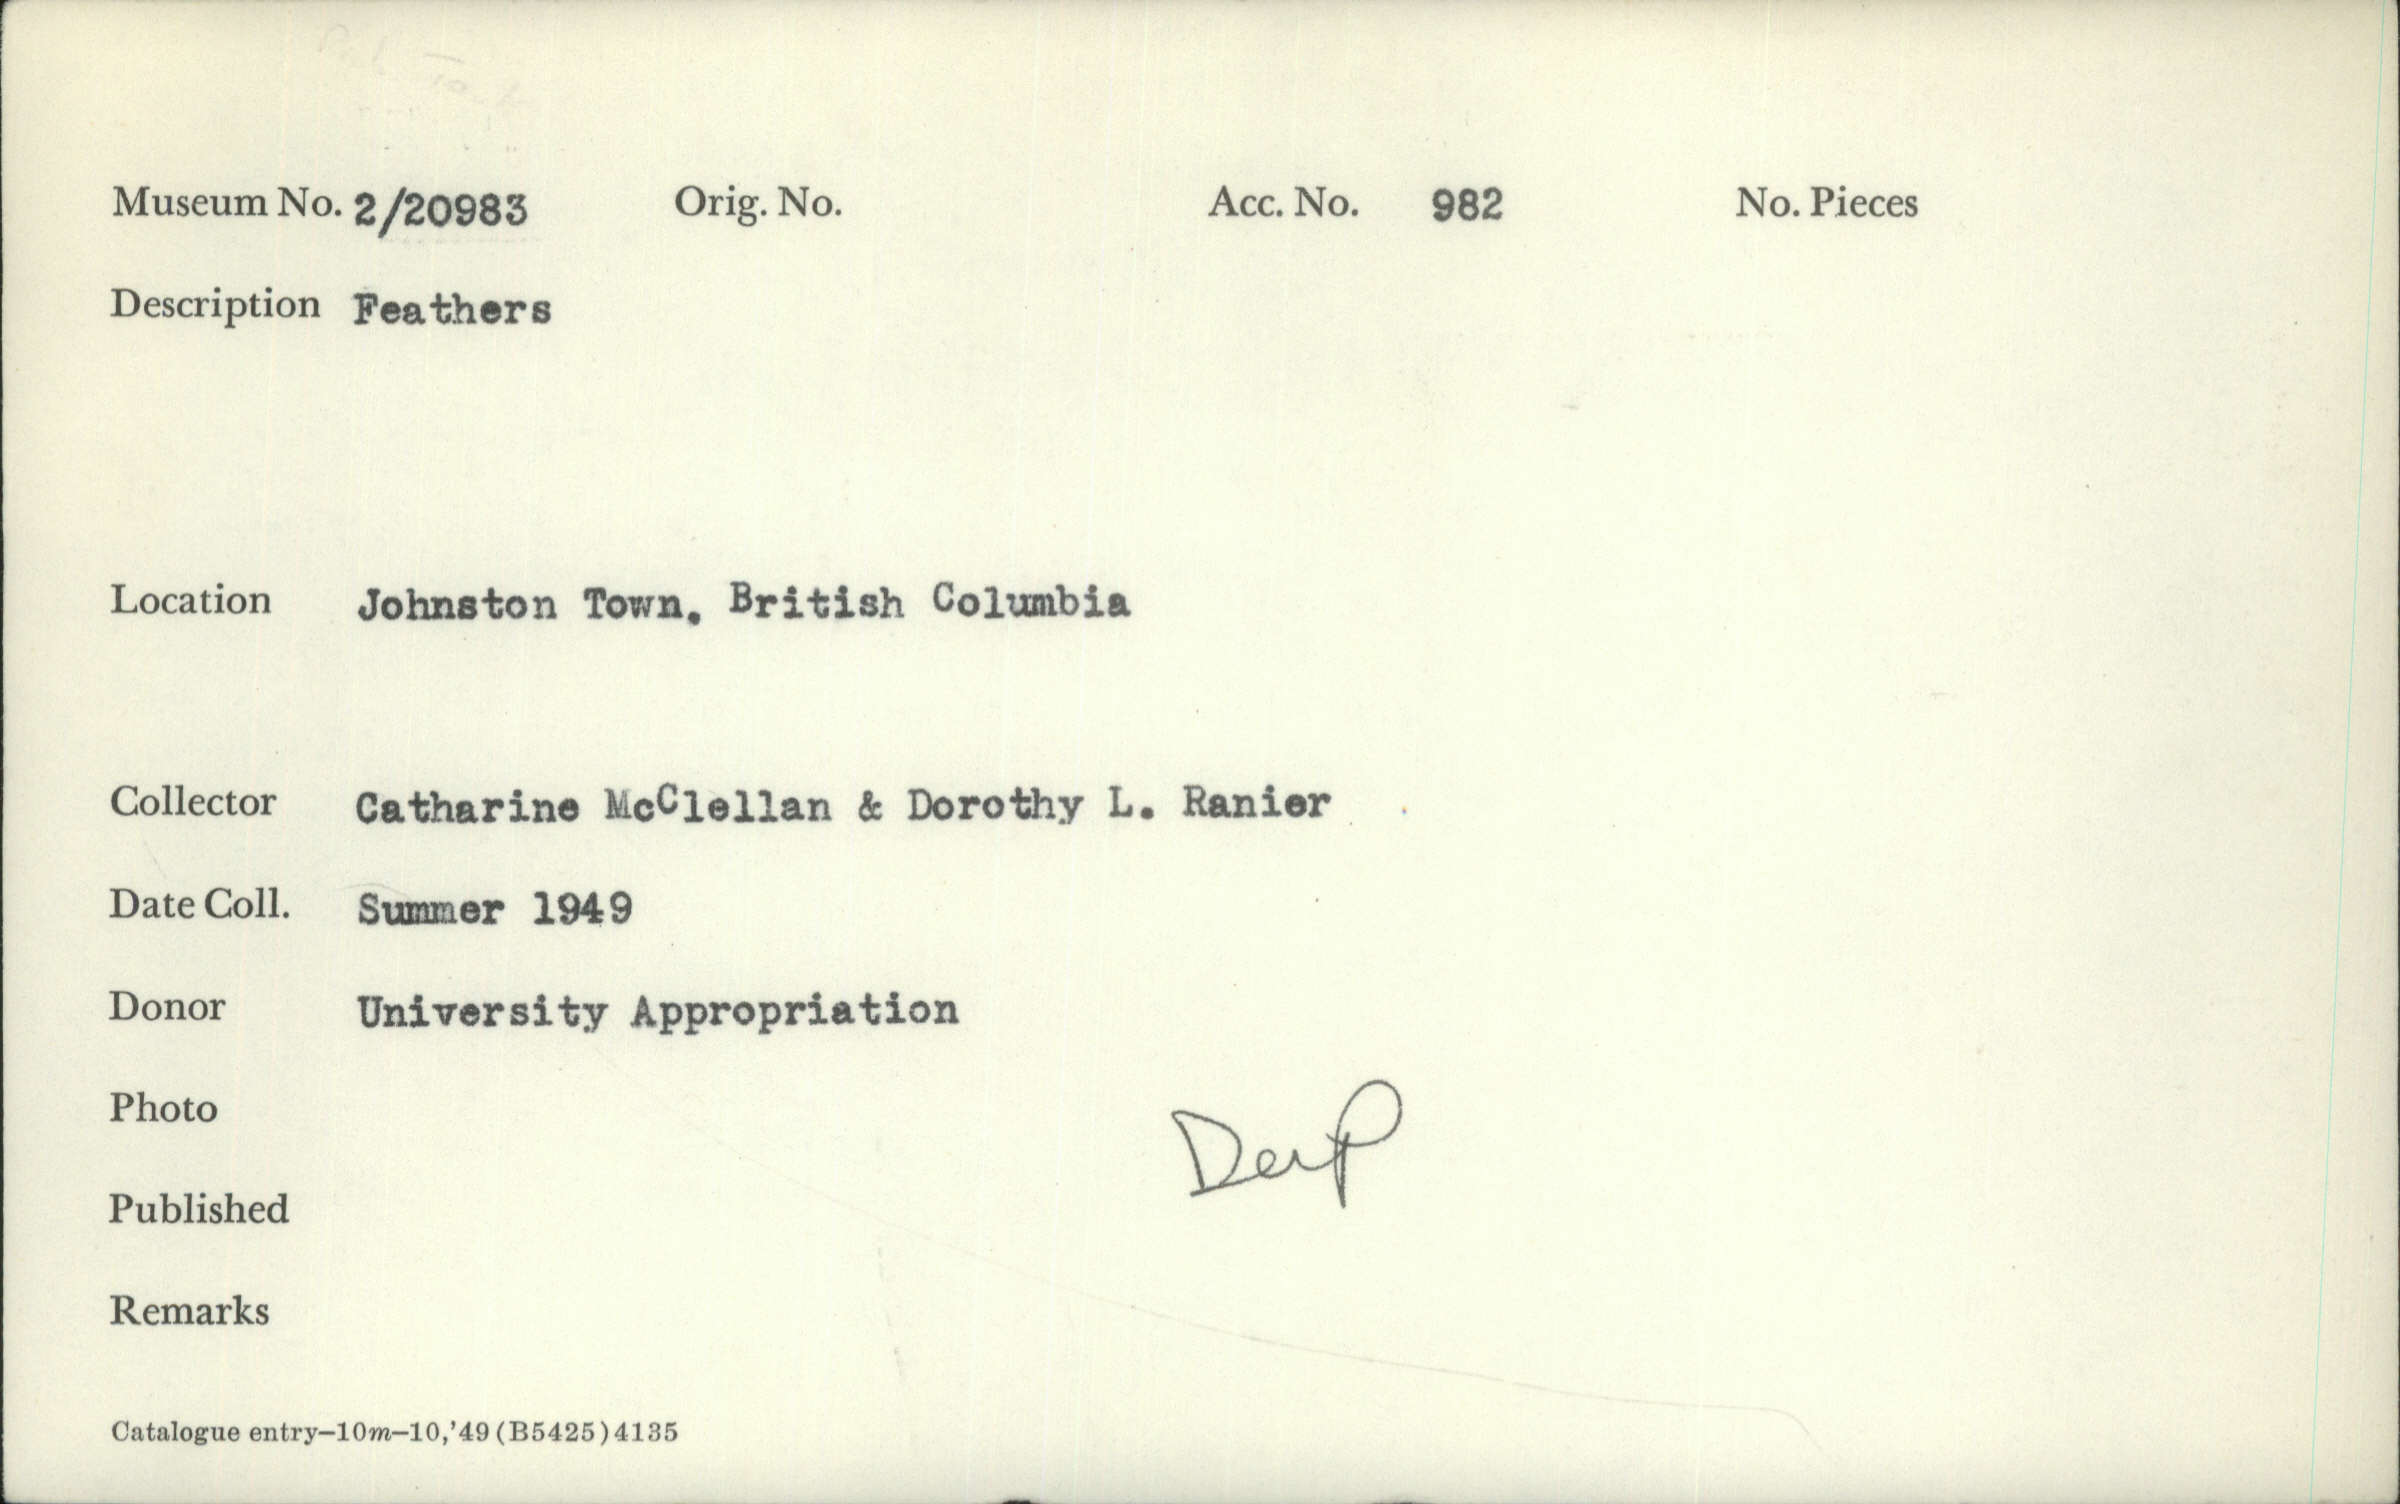 Museum No. 2/20983 Orig. No. Acc. No. 982 No. Pieces
Description Feathers
Location Johnston Town. British Columbia
Collector Catharine McClellan & Dorothy L. Ranier
Date Coll. Summer 1949
Donor University Appropriation
Photo
Published
Remarks
Catalogue entry–10m–10,'49 (B5425) 4135